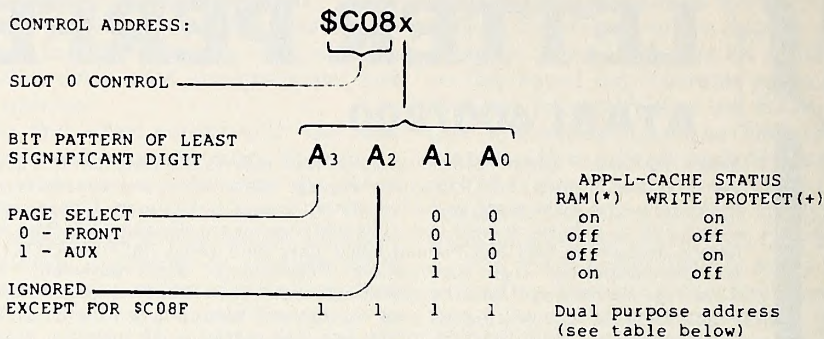 CONTROL ADDRESS: $C08x
SLOT 0 CONTROL
BIT PATTERN OF LEAST
SIGNIFICANT DIGIT A3 A2 A1 A0
APP-L-CACHE STATUS
RAM(*) WRITE PROTECT(+)
PAGE SELECT 0 0 on on
0 - FRONT 0 1 off off
1 - AUX 1 0 off on
1 1 on off
IGNORED
EXCEPT FOR $C08F 1 1 1 1 Dual purpose address
(see table below)